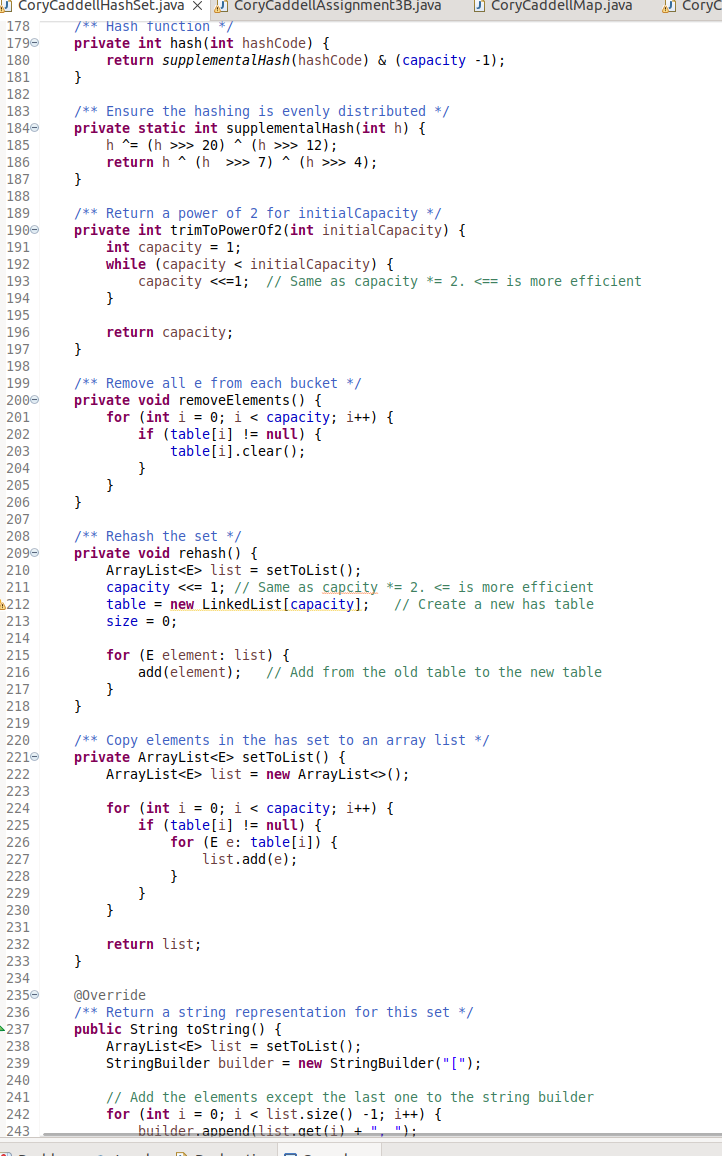 CoryCaddellHashSet.java CoryCaddellAssignment3B.java CoryCaddellMap.java CoryC
178     /** Hash function */
179     private int hash(int hashCode) {
180         return supplementalHash(hashCode) & (capacity -1);
181     }
182
183     /** Ensure the hashing is evenly distributed */
184     private static int supplementalHash(int h) {
185         h ^= (h >>> 20) ^ (h >>> 12);
186         return h ^ (h  >>> 7) ^ (h >>> 4);
187     }
188
189     /** Return a power of 2 for initialCapacity */
190     private int trimToPowerOf2(int initialCapacity) {
191         int capacity = 1;
192         while (capacity < initialCapacity) {
193             capacity <<=1;  // Same as capacity *= 2. <== is more efficient
194         }
195
196         return capacity;
197     }
198
199     /** Remove all e from each bucket */
200     private void removeElements() {
201         for (int i = 0; i < capacity; i++) {
202             if (table[i] != null) {
203                 table[i].clear();
204             }
205         }
206     }
207
208     /** Rehash the set */
209     private void rehash() {
210         ArrayList<E> list = setToList();
211         capacity <<= 1; // Same as capcity *= 2. <= is more efficient
212         table = new LinkedList[capacity];   // Create a new has table
213         size = 0;
214
215         for (E element: list) {
216             add(element);   // Add from the old table to the new table
217         }
218     }
219
220     /** Copy elements in the has set to an array list */
221     private ArrayList<E> setToList() {
222         ArrayList<E> list = new ArrayList<>();
223
224         for (int i = 0; i < capacity; i++) {
225             if (table[i] != null) {
226                 for (E e: table[i]) {
227                     list.add(e);
228                 }
229             }
230         }
231
232         return list;
233     }
234
235     @Override
236     /** Return a string representation for this set */
237     public String toString() {
238         ArrayList<E> list = setToList();
239         StringBuilder builder = new StringBuilder("[");
240
241         // Add the elements except the last one to the string builder
242         for (int i = 0; i < list.size() -1; i++) {
243             builder.append(list.get(i) + ", ");